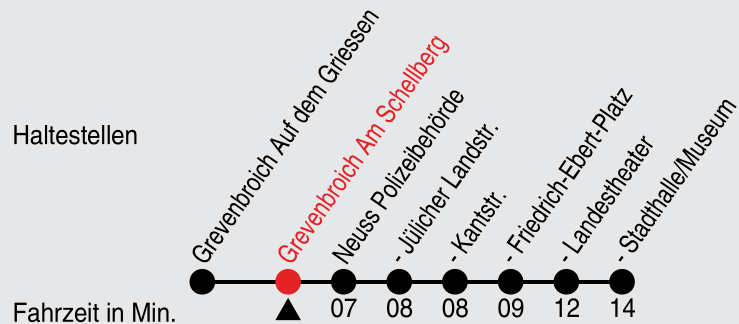 Haltestellen
Grevenbroich Auf dem Griessen
Grevenbroich Am Schellberg
Neuss Polizeibehörde
- Jülicher Landstr.
- Kantstr.
- Friedrich-Ebert-Platz
- Landestheater
- Stadthalle/Museum
Fahrzeit in Min. 07 08 08 09 12 14